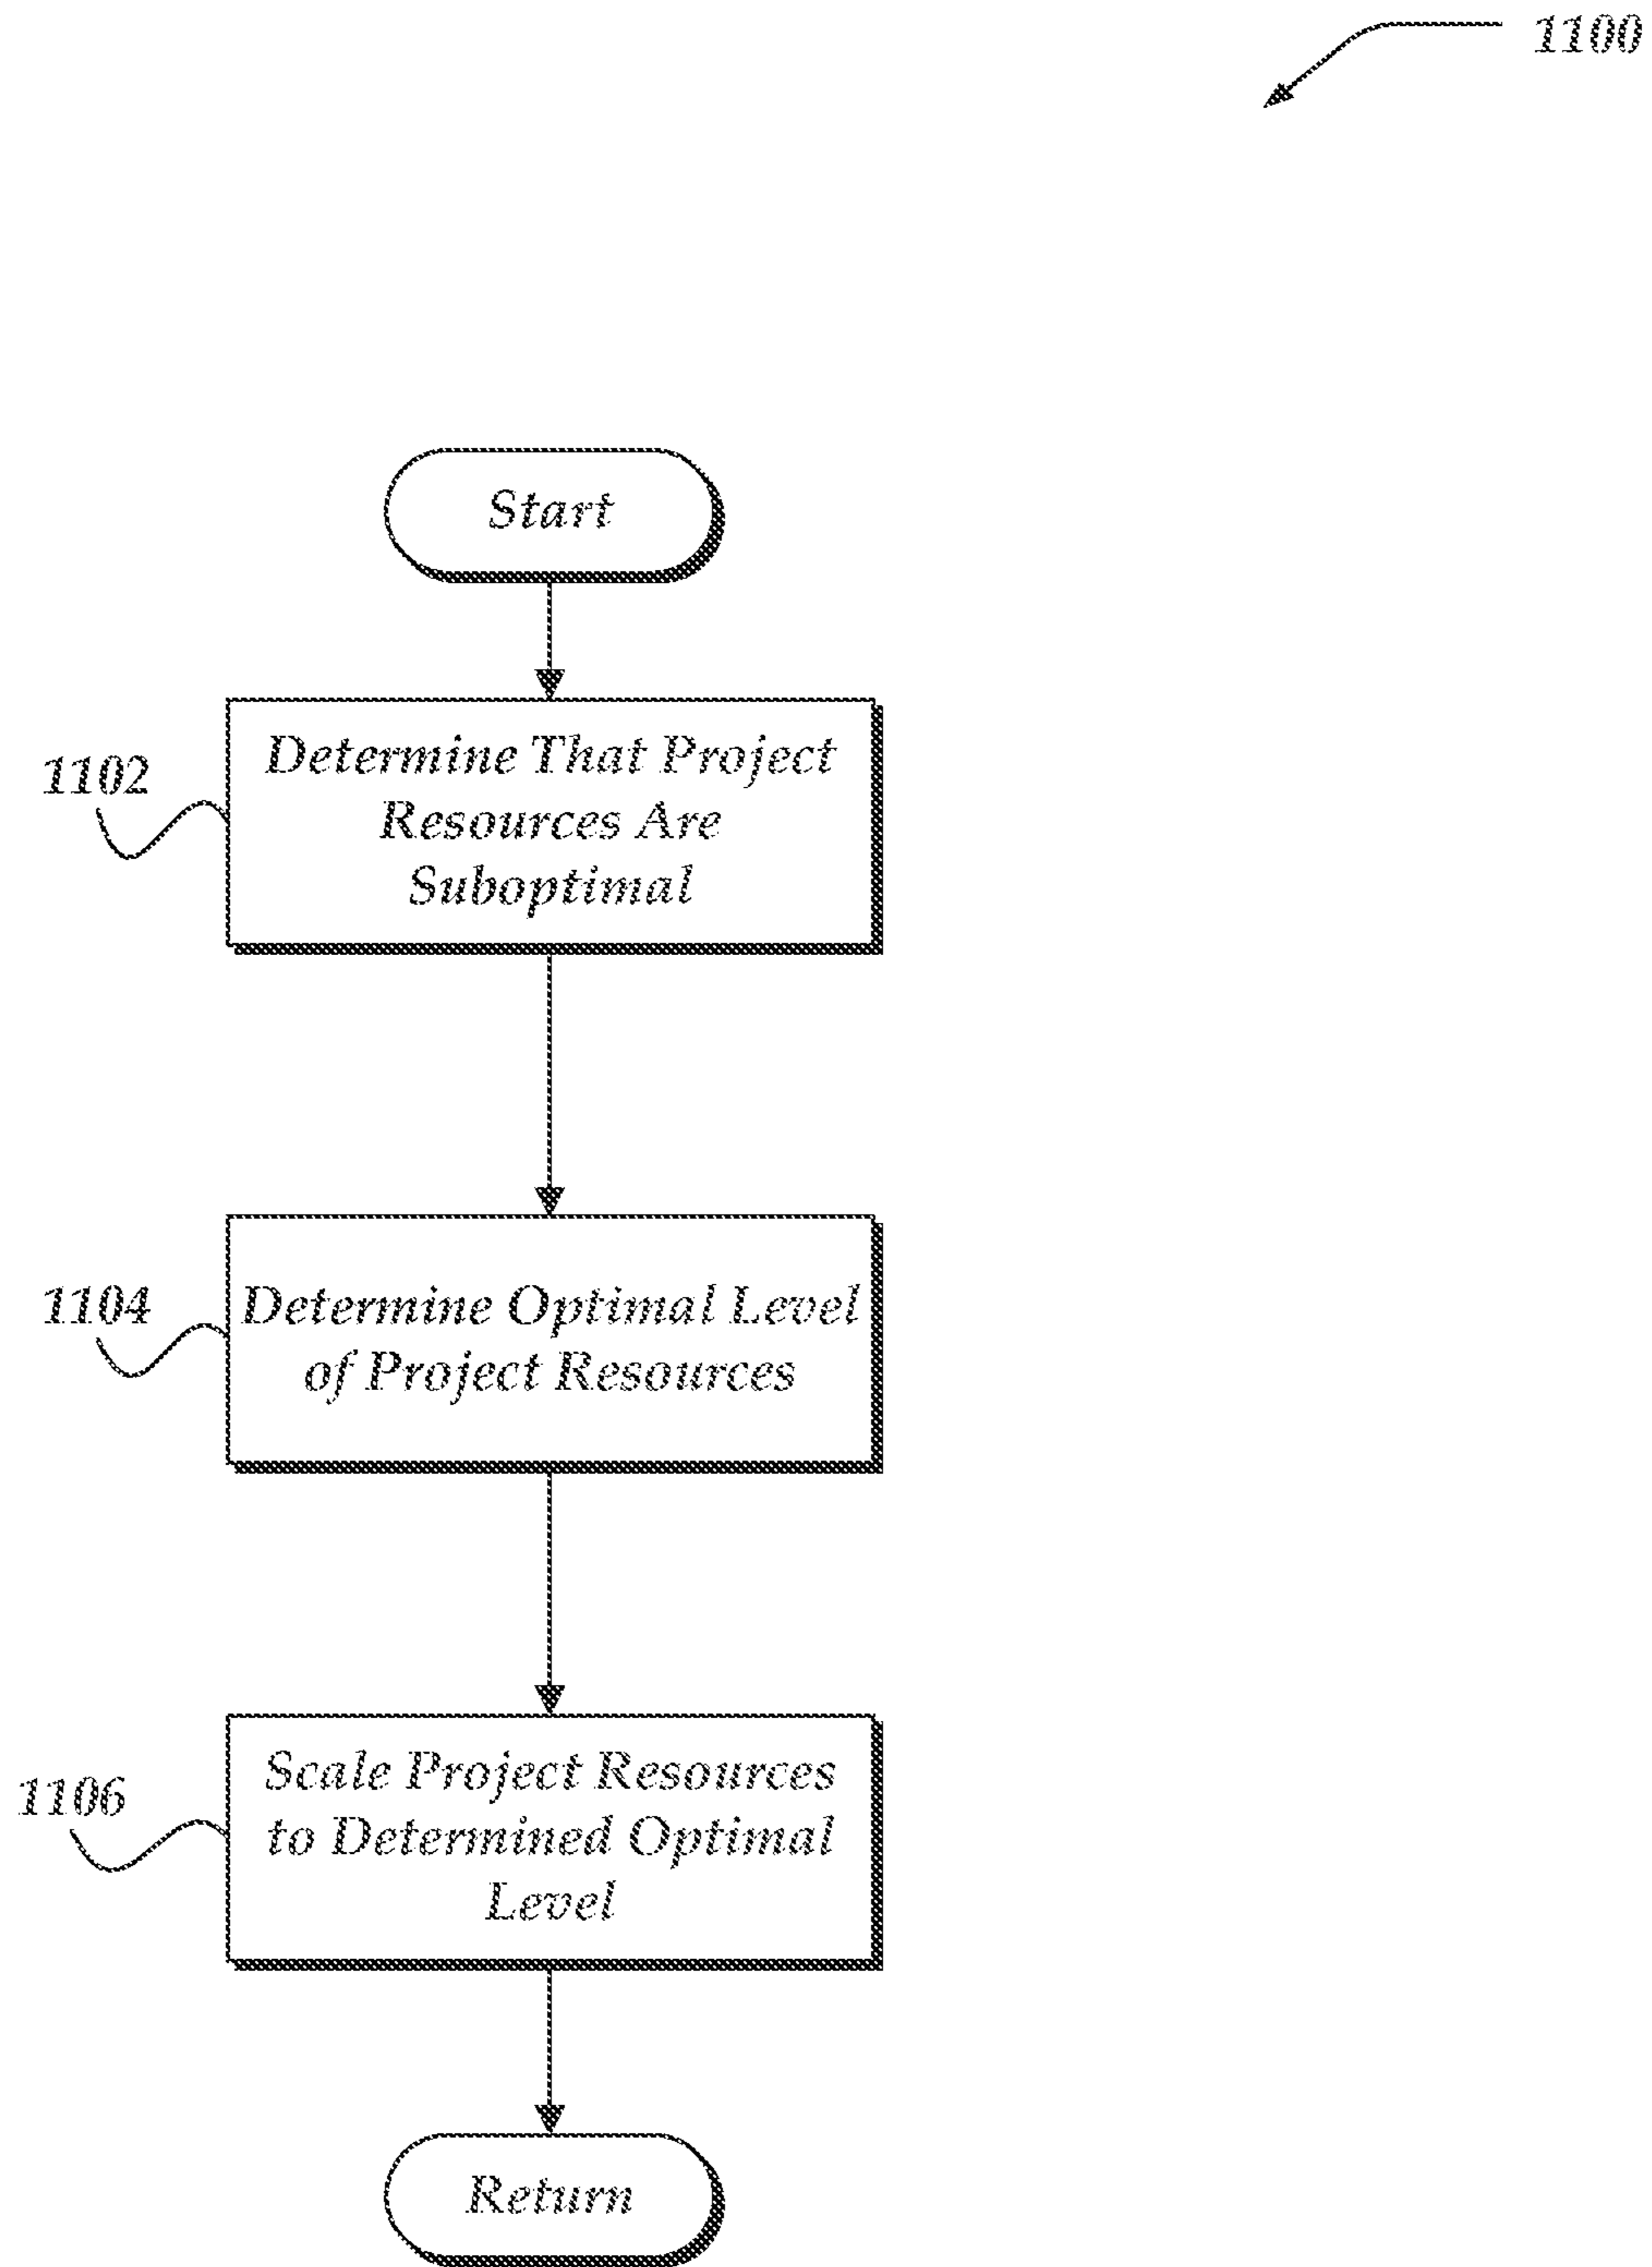 1100
Start
1102
Determine That Project
Resources Are
Suboptimal
1104
Determine Optimal Level
of Project Resources
1106
Scale Project Resources
to Determined Optimal
Level
Return